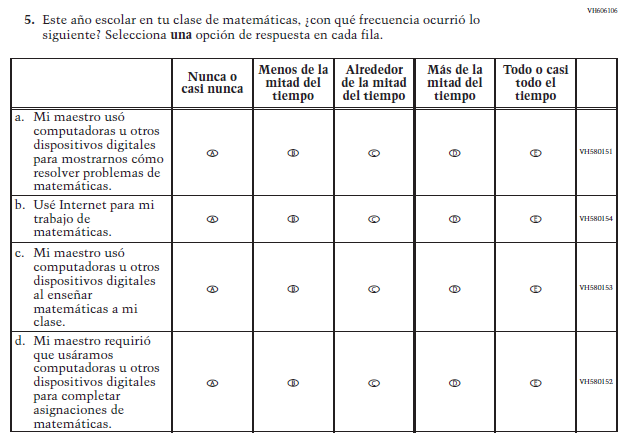 VH606106
5. Este año escolar en tu clase de matemáticas, ¿con qué frecuencia ocurrió lo
siguiente? Selecciona una opción de respuesta en cada fila.
Nunca o
casi nunca
Menos de la
mitad del
tiempo
Alrededor
de la mitad
del tiempo
Más de la
mitad del
tiempo
Todo o casi
todo el
tiempo
a. Mi maestro usó
computadoras u otros
dispositivos digitales
para mostrarnos cómo
resolver problemas de
matemáticas.
A B C D E VH580151
b. Usé Internet para mi
trabajo de
matemáticas.
A B C D E VH580154
c. Mi maestro usó
computadoras u otros
dispositivos digitales
al enseñar
matemáticas a mi
clase.
A B C D E VH580153
d. Mi maestro requirió
que usáramos
computadoras u otros
dispositivos digitales
para completar
asignaciones de
matemáticas.
A B C D E VH580152